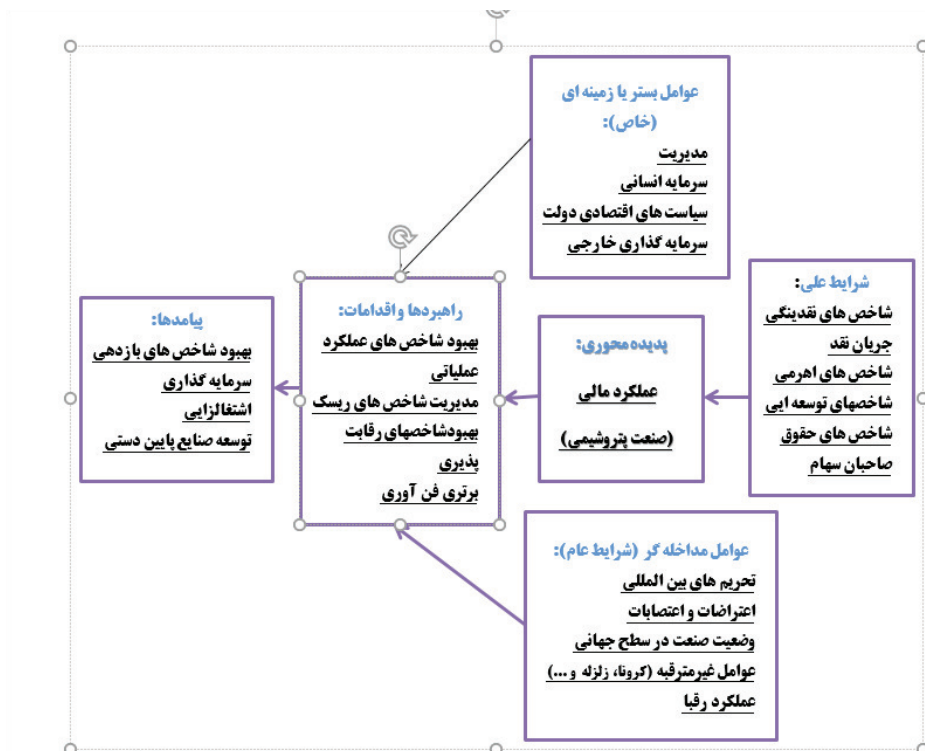 عوامل بستر یا زمینه ای
(خاص):
مدیریت
سرمایه انسانی
سیاست های اقتصادی دولت
سرمایه گذاری خارجی
شرایط علی:
شاخص های نقدینگی
جریان نقد
شاخص های اهرمی
شاخصهای توسعه ایی
شاخص های حقوق
صاحبان سهام
پدیده محوری:
عملکرد مالی
(صنعت پتروشیمی)
راهبردها و اقدامات:
بهبود شاخص های عملکرد
عملیاتی
مدیریت شاخص های ریسک
بهبودشاخصهای رقابت
پذیری
برتری فن آوری
پیامدها:
بهبود شاخص های بازدهی
سرمایه گذاری
اشتغالزایی
توسعه صنایع پایین دستی
عوامل مداخله گر (شرایط عام):
تحریم های بین المللی
اعتراضات و اعتصابات
وضعیت صنعت در سطح جهانی
عوامل غیرمترقبه (کرونا، زلزله و ...)
عملکرد رقبا